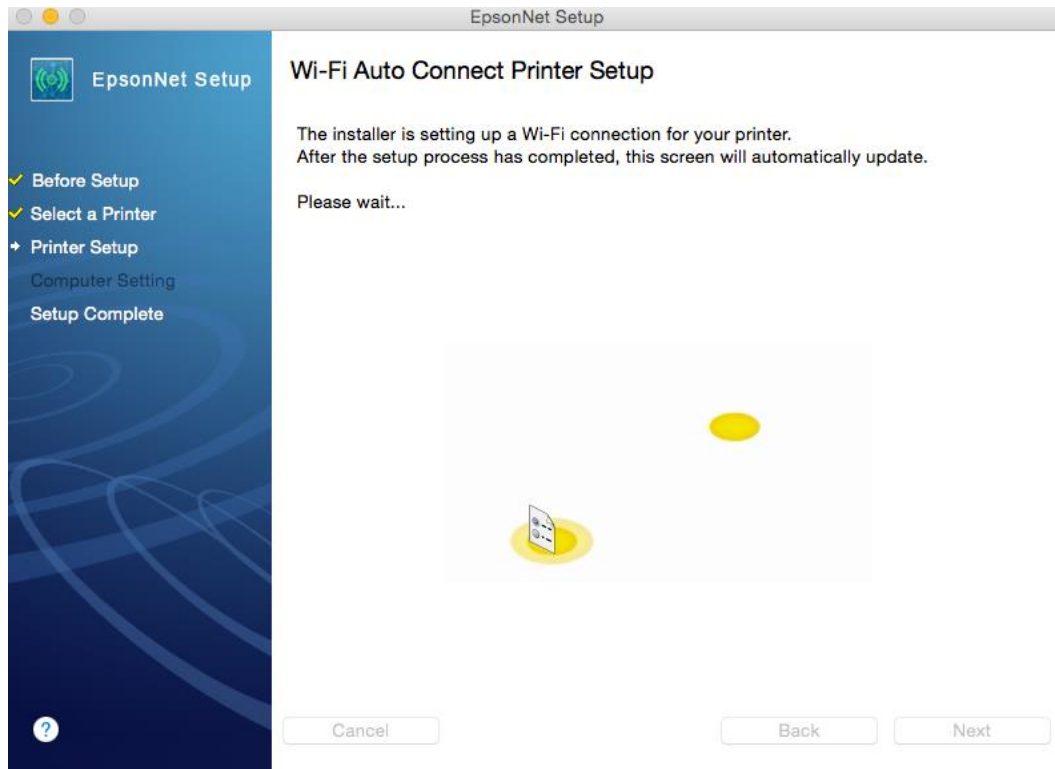 EpsonNet Setup
EpsonNet Setup
Before Setup
Select a Printer
Printer Setup
Computer Setting
Setup Complete
?
Wi-Fi Auto Connect Printer Setup
The installer is setting up a Wi-Fi connection for your printer.
After the setup process has completed, this screen will automatically update.
Please wait...
Cancel
Back
Next